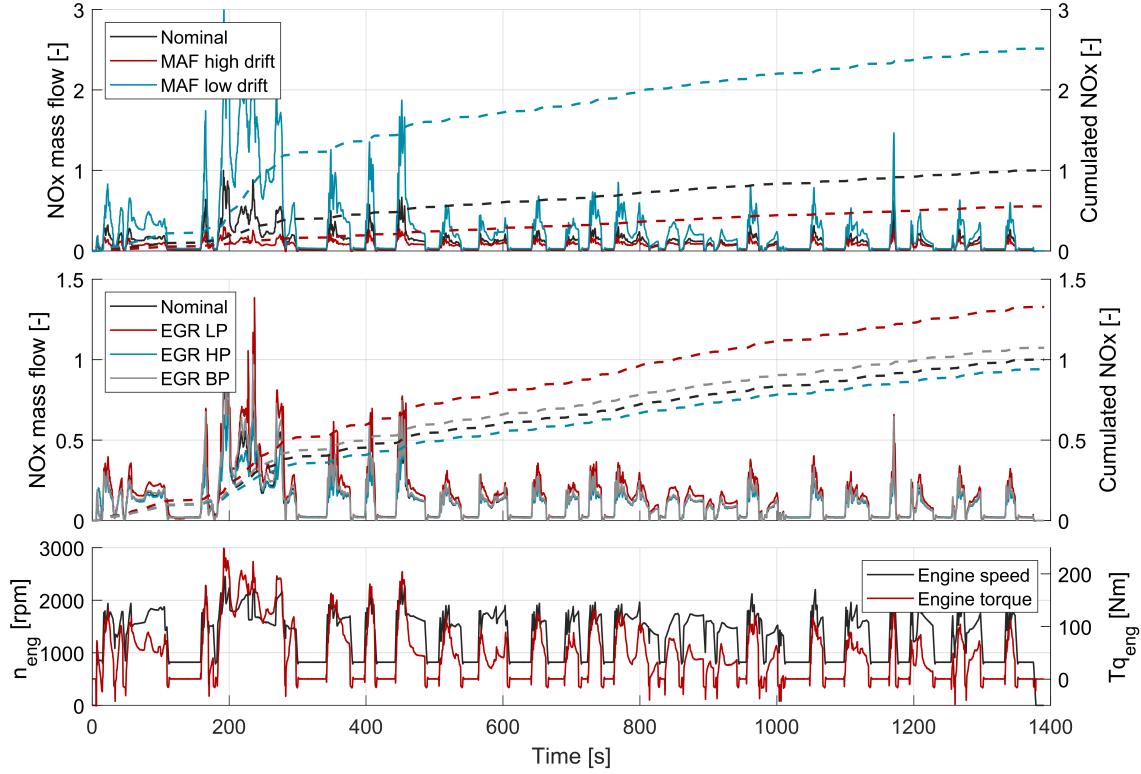 3
3
Nominal
MAF high drift
MAF low drift
2
2
1
1
0
0
NOx mass flow [-]
Cumulated NOx [-]
1.5
1.5
Nominal
EGR LP
EGR HP
EGR BP
1
1
0.5
0.5
0
0
NOx mass flow [-]
Cumulated NOx [-]
3000
Engine speed
Engine torque
200
2000
100
1000
0
0
n_eng [rpm]
Tq_eng [Nm]
0 200 400 600 800 1000 1200 1400
Time [s]